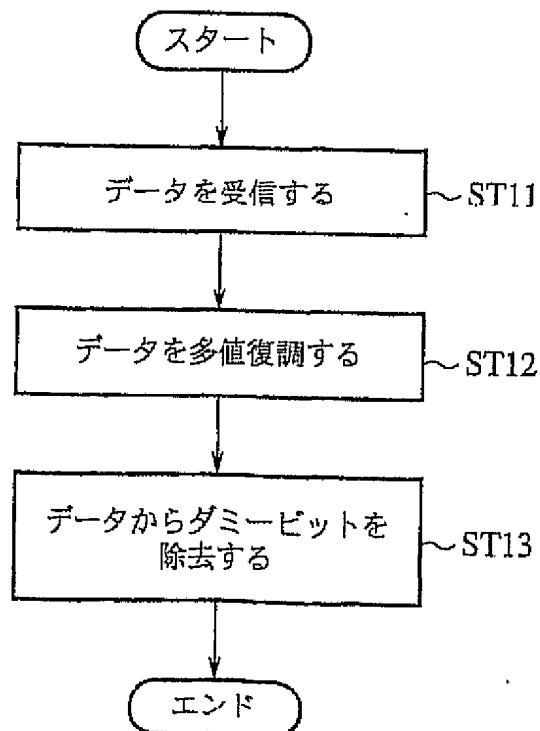 スタート
データを受信する
~ST11
データを多値復調する
~ST12
データからダミービットを
除去する
~ST13
エンド